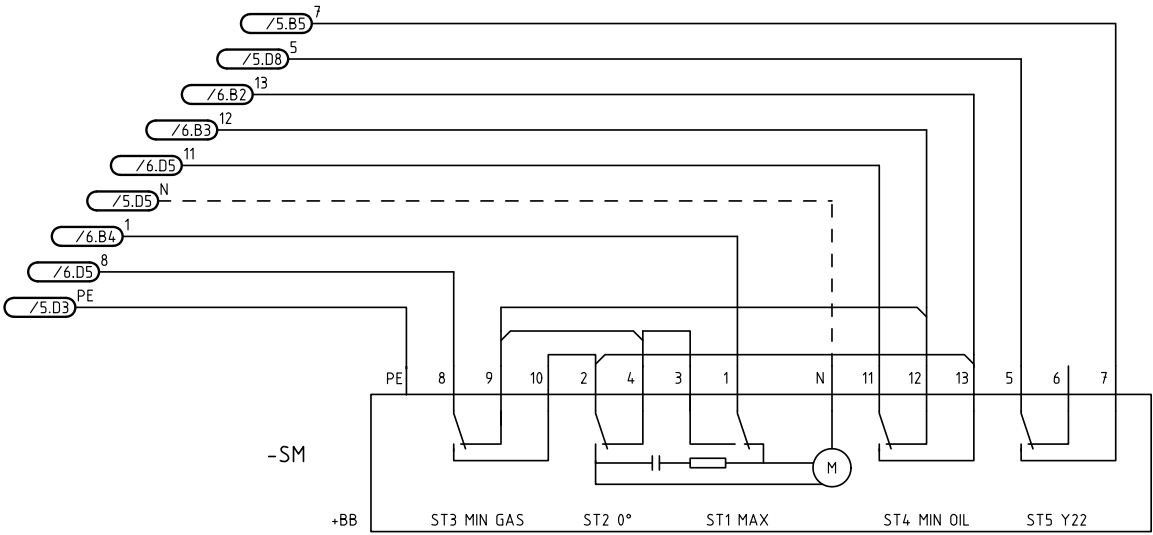 /5.B5 7
/5.D8 5
/6.B2 13
/6.B3 12
/6.D5 11
/5.D5 N
/6.B4 1
/6.D5 8
/5.D3 PE
PE 8 9 10 2 4 3 1 N 11 12 13 5 6 7
-SM
M
+BB ST3 MIN GAS ST2 0° ST1 MAX ST4 MIN OIL ST5 Y22